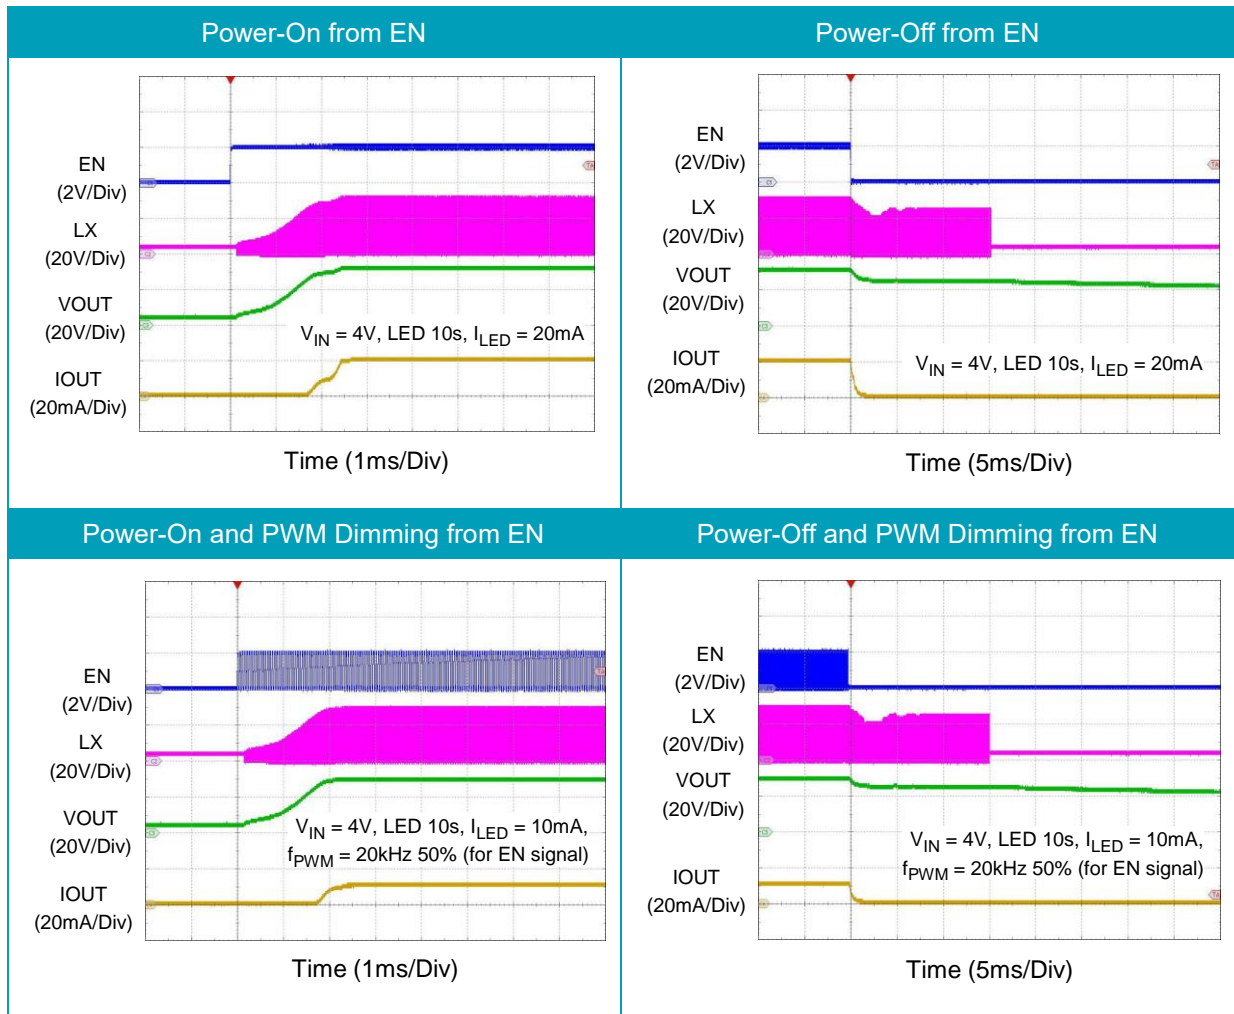 Power-On from EN
EN
(2V/Div)
LX
(20V/Div)
VOUT
(20V/Div)
IOUT
(20mA/Div)
VIN = 4V, LED 10s, ILED = 20mA
Time (1ms/Div)
Power-Off from EN
EN
(2V/Div)
LX
(20V/Div)
VOUT
(20V/Div)
IOUT
(20mA/Div)
VIN = 4V, LED 10s, ILED = 20mA
Time (5ms/Div)
Power-On and PWM Dimming from EN
EN
(2V/Div)
LX
(20V/Div)
VOUT
(20V/Div)
IOUT
(20mA/Div)
VIN = 4V, LED 10s, ILED = 10mA,
fPWM = 20kHz 50% (for EN signal)
Time (1ms/Div)
Power-Off and PWM Dimming from EN
EN
(2V/Div)
LX
(20V/Div)
VOUT
(20V/Div)
IOUT
(20mA/Div)
VIN = 4V, LED 10s, ILED = 10mA,
fPWM = 20kHz 50% (for EN signal)
Time (5ms/Div)